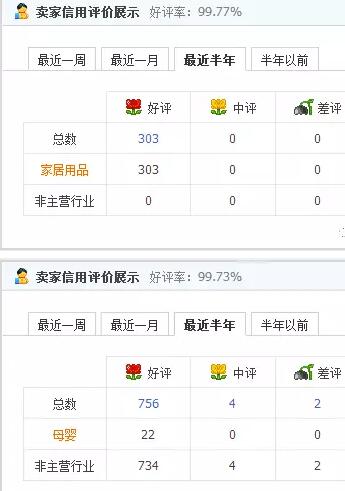 卖家信用评价展示 好评率：99.77%
最近一周 最近一月 最近半年 半年以前
好评 中评 差评
总数 303 0 0
家居用品 303 0 0
非主营行业 0 0 0
卖家信用评价展示 好评率：99.73%
最近一周 最近一月 最近半年 半年以前
好评 中评 差评
总数 756 4 2
母婴 22 0 0
非主营行业 734 4 2